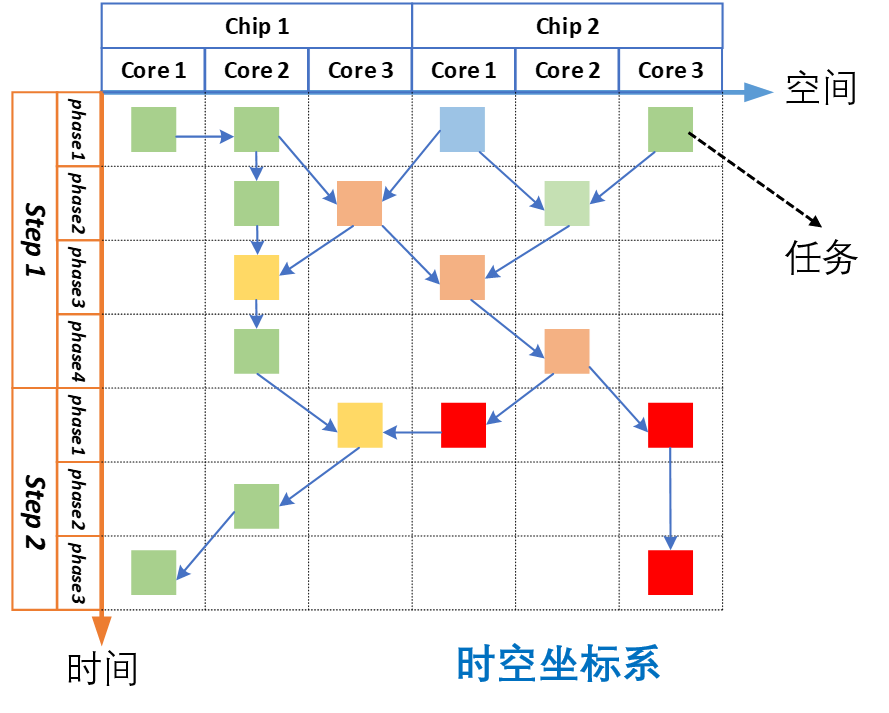 Chip 1
Chip 2
Core 1
Core 2
Core 3
Core 1
Core 2
Core 3
空间
Step 1
phase1
phase2
phase3
phase4
任务
Step 2
phase1
phase2
phase3
时间
时空坐标系